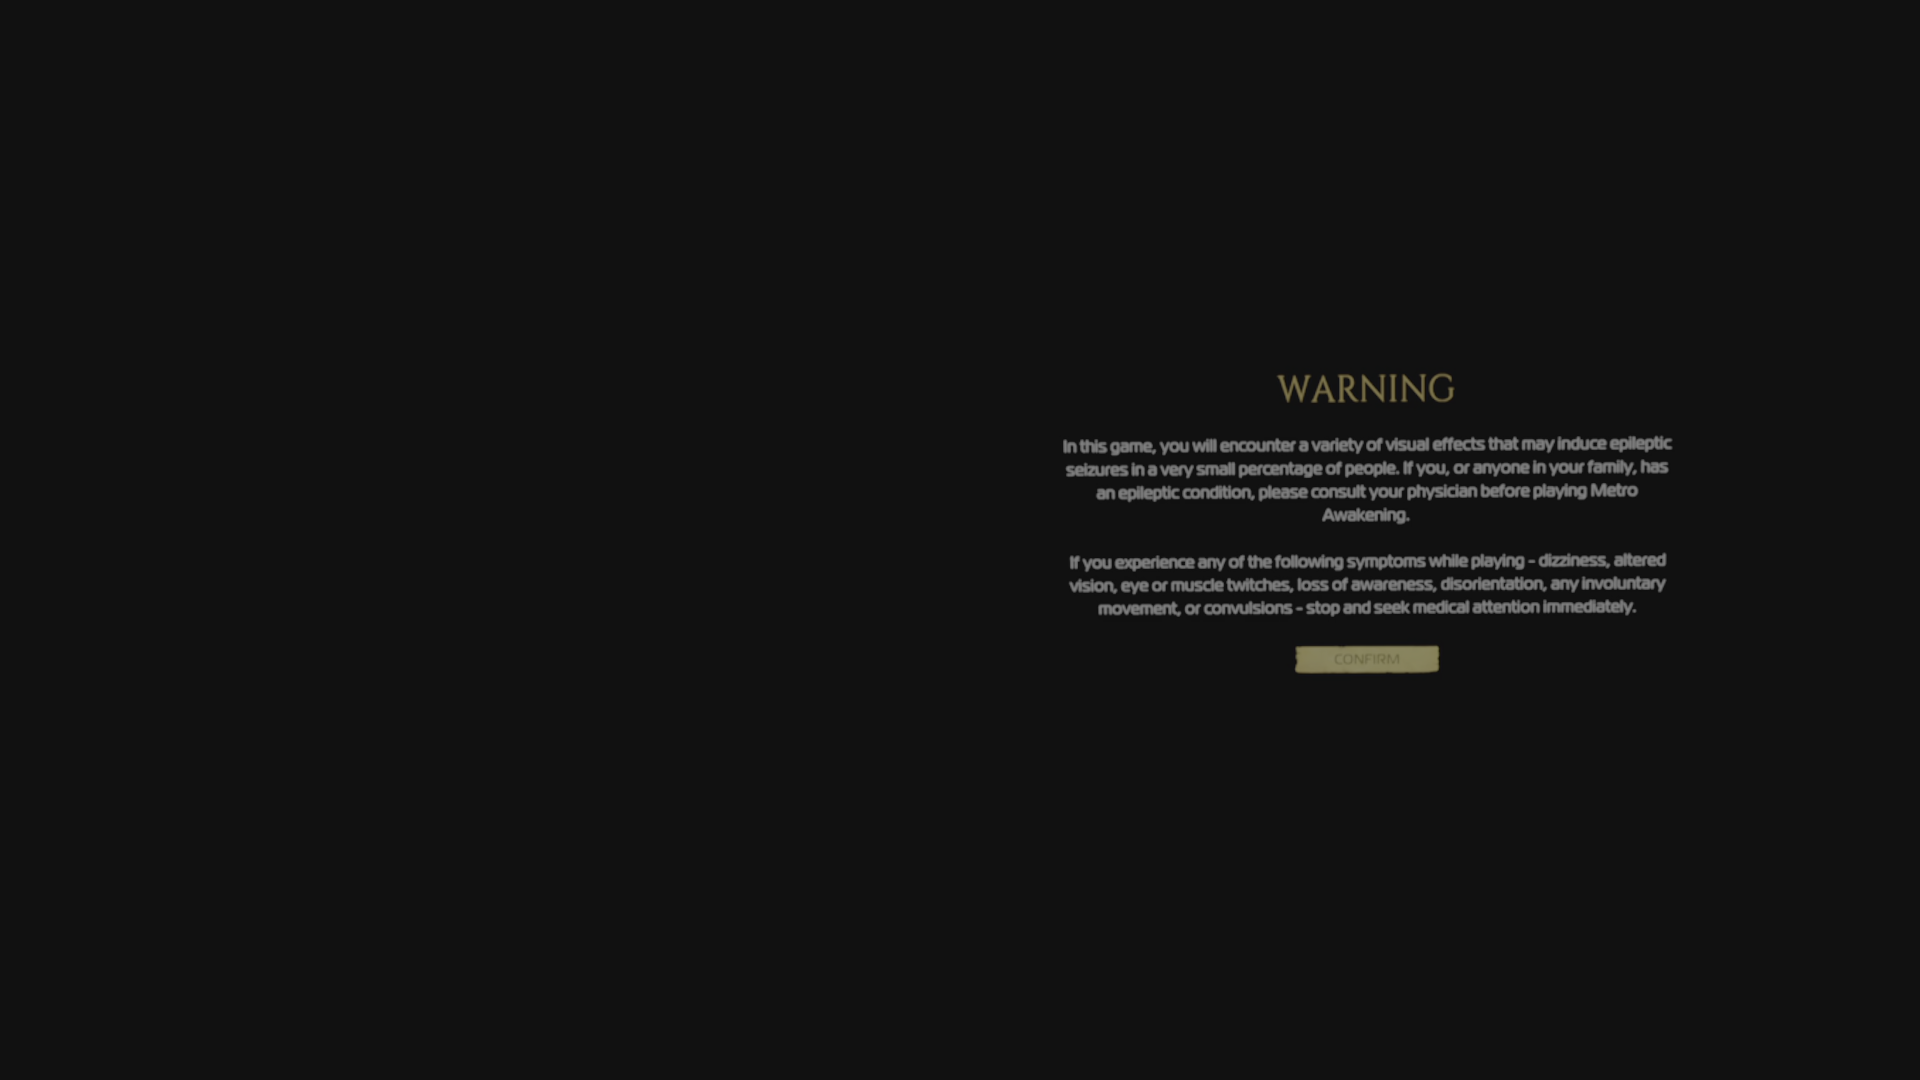 WARNING
In this game, you will encounter a variety of visual effects that may induce epileptic
seizures in a very small percentage of people. If you, or anyone in your family, has
an epileptic condition, please consult your physician before playing Metro
Awakening.
If you experience any of the following symptoms while playing - dizziness, altered
vision, eye or muscle twitches, loss of awareness, disorientation, any involuntary
movement, or convulsions - stop and seek medical attention immediately.
CONFIRM